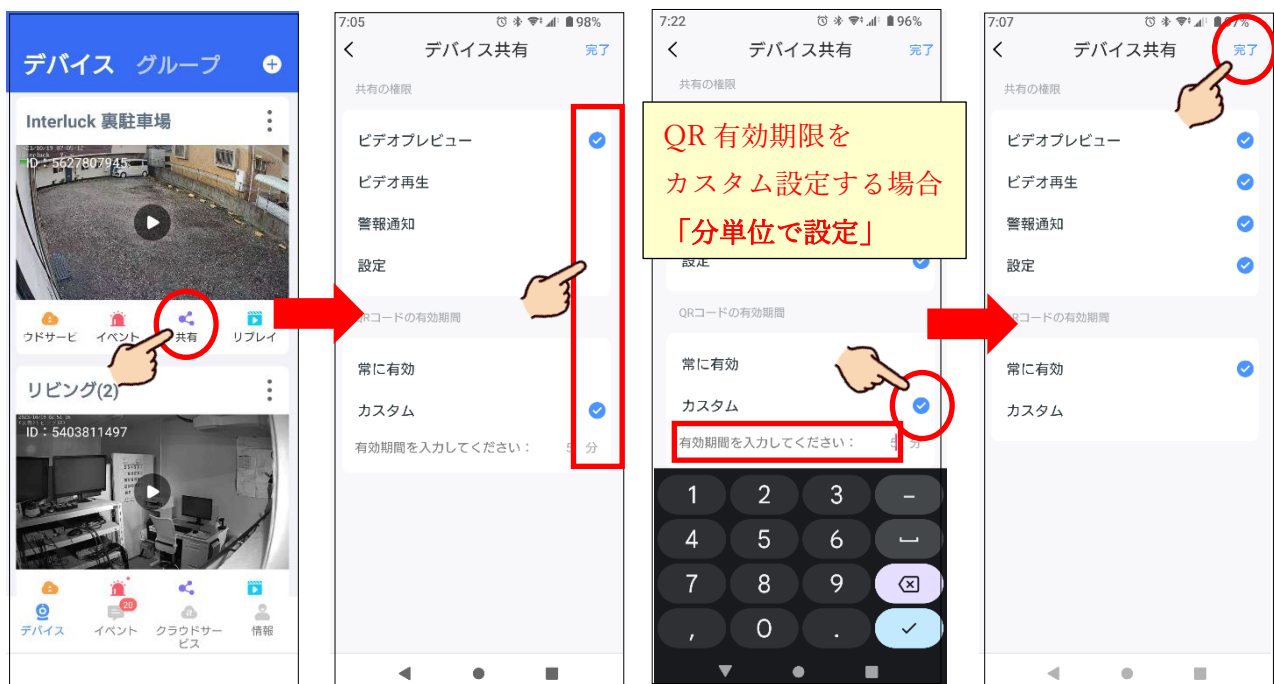 デバイス グループ
Interluck 裏駐車場
ID：5627807945
ウドサービ イベント 共有 リプレイ
リビング(2)
ID：5403811497
20
デバイス イベント クラウドサー 情報
ビス
7:05 98%
デバイス共有 完了
共有の権限
ビデオプレビュー
ビデオ再生
警報通知
設定
QRコードの有効期間
常に有効
カスタム
有効期間を入力してください： 5 分
7:22 96%
デバイス共有 完了
共有の権限
QR 有効期限を
カスタム設定する場合
「分単位で設定」
設定
QRコードの有効期間
常に有効
カスタム
有効期間を入力してください： 5 分
1 2 3 −
4 5 6
7 8 9
, 0 .
7:07 97%
デバイス共有 完了
共有の権限
ビデオプレビュー
ビデオ再生
警報通知
設定
QRコードの有効期間
常に有効
カスタム